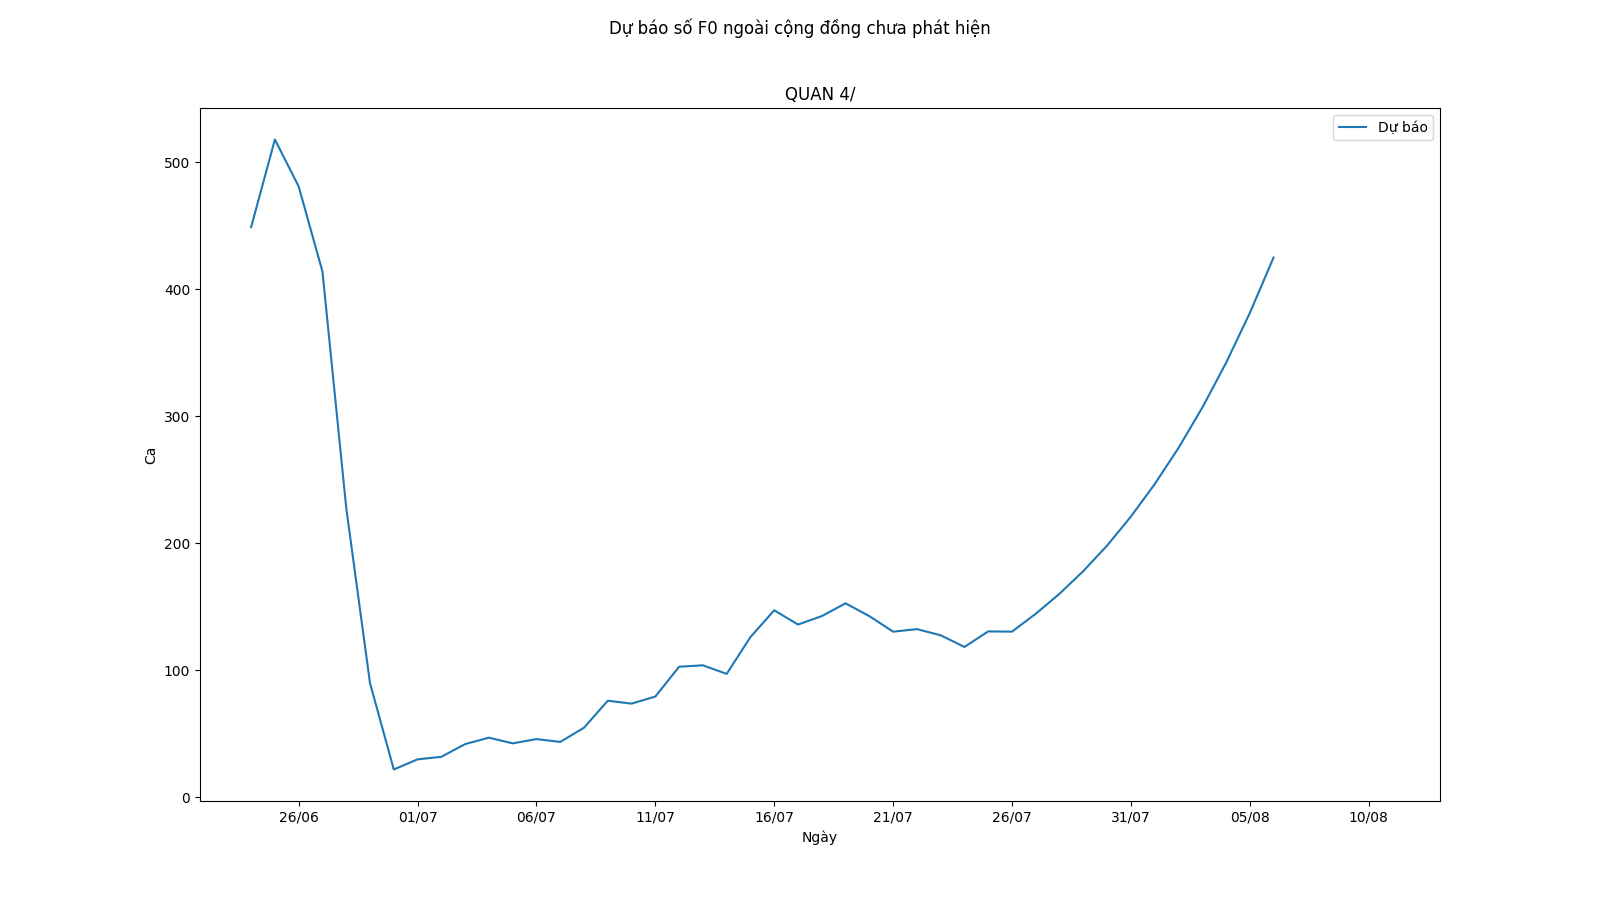 Dự báo số F0 ngoài cộng đồng chưa phát hiện
QUAN 4/
Dự báo
500
400
300
200
100
0
Ca
26/06 01/07 06/07 11/07 16/07 21/07 26/07 31/07 05/08 10/08
Ngày